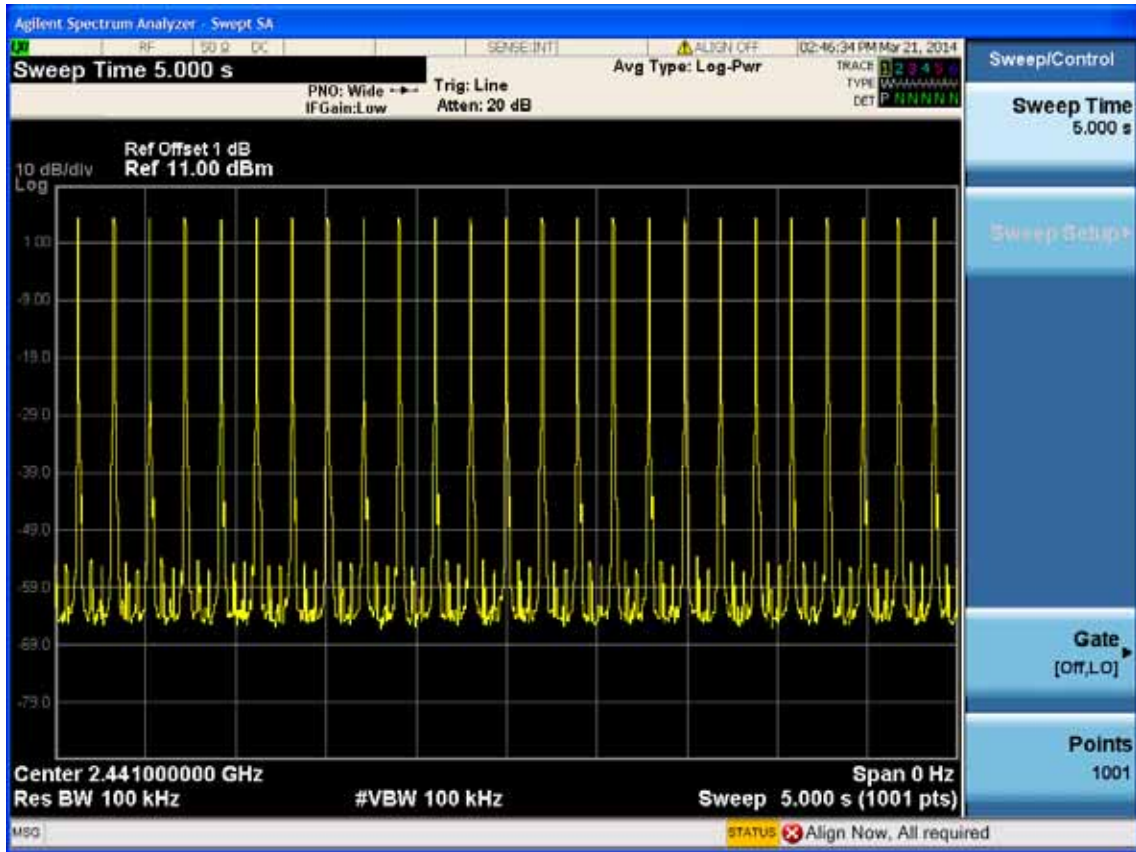 Agilent Spectrum Analyzer - Swept SA
RF 50 Ω DC SENSE:INT ALIGN OFF 02:46:34 PM Mar 21, 2014
Sweep Time 5.000 s
Avg Type: Log-Pwr
TRACE 1 2 3 4 5 6
TYPE
DET P N N N N N
PNO: Wide
IFGain:Low
Trig: Line
Atten: 20 dB
Ref Offset 1 dB
Ref 11.00 dBm
10 dB/div
Log
1.00
-9.00
-19.0
-29.0
-39.0
-49.0
-59.0
-69.0
-79.0
Center 2.441000000 GHz
Span 0 Hz
Res BW 100 kHz
#VBW 100 kHz
Sweep 5.000 s (1001 pts)
MSG
STATUS
Align Now, All required
Sweep/Control
Sweep Time
5.000 s
Sweep Setup
Gate
[Off,LO]
Points
1001